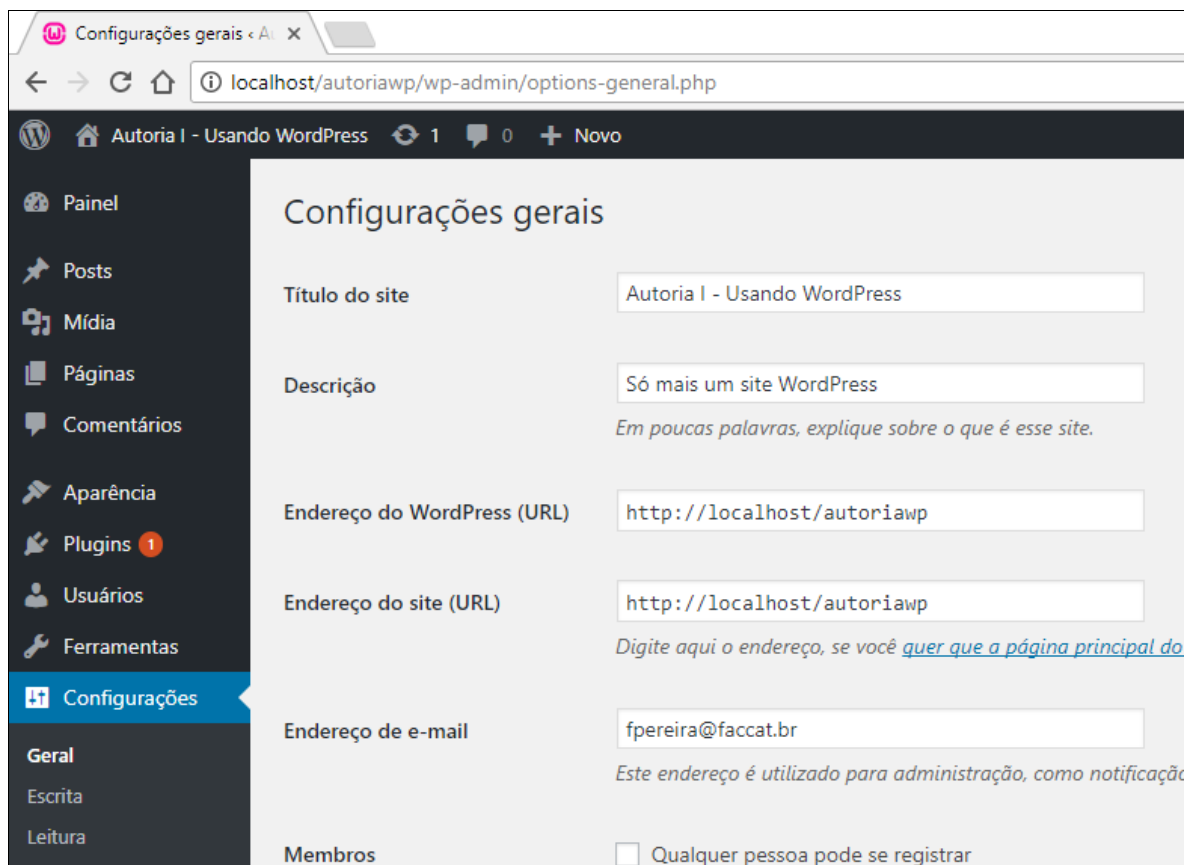 Configurações gerais ‹ Au
localhost/autoriawp/wp-admin/options-general.php
Autoria I - Usando WordPress 1 0 Novo
Painel
Posts
Mídia
Páginas
Comentários
Aparência
Plugins 1
Usuários
Ferramentas
Configurações
Geral
Escrita
Leitura
Configurações gerais
Título do site Autoria I - Usando WordPress
Descrição Só mais um site WordPress
Em poucas palavras, explique sobre o que é esse site.
Endereço do WordPress (URL) http://localhost/autoriawp
Endereço do site (URL) http://localhost/autoriawp
Digite aqui o endereço, se você quer que a página principal do
Endereço de e-mail fpereira@faccat.br
Este endereço é utilizado para administração, como notificação
Membros Qualquer pessoa pode se registrar